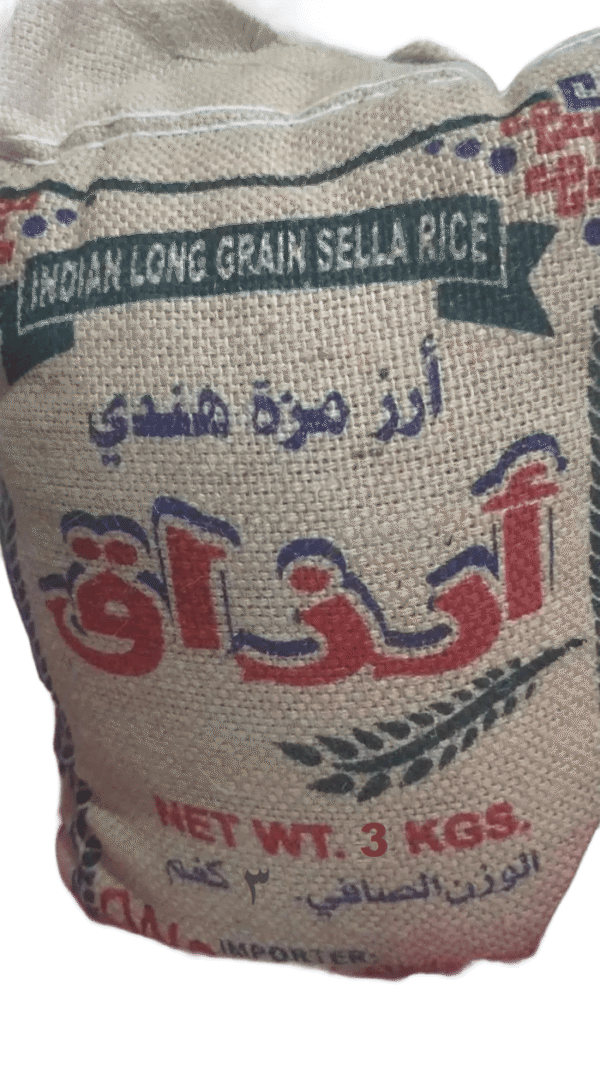 INDIAN LONG GRAIN SELLA RICE
أرز مزة هندي
أرزاق
NET WT. 3 KGS.
الوزن الصافي. ٣ كغم
IMPORTER: